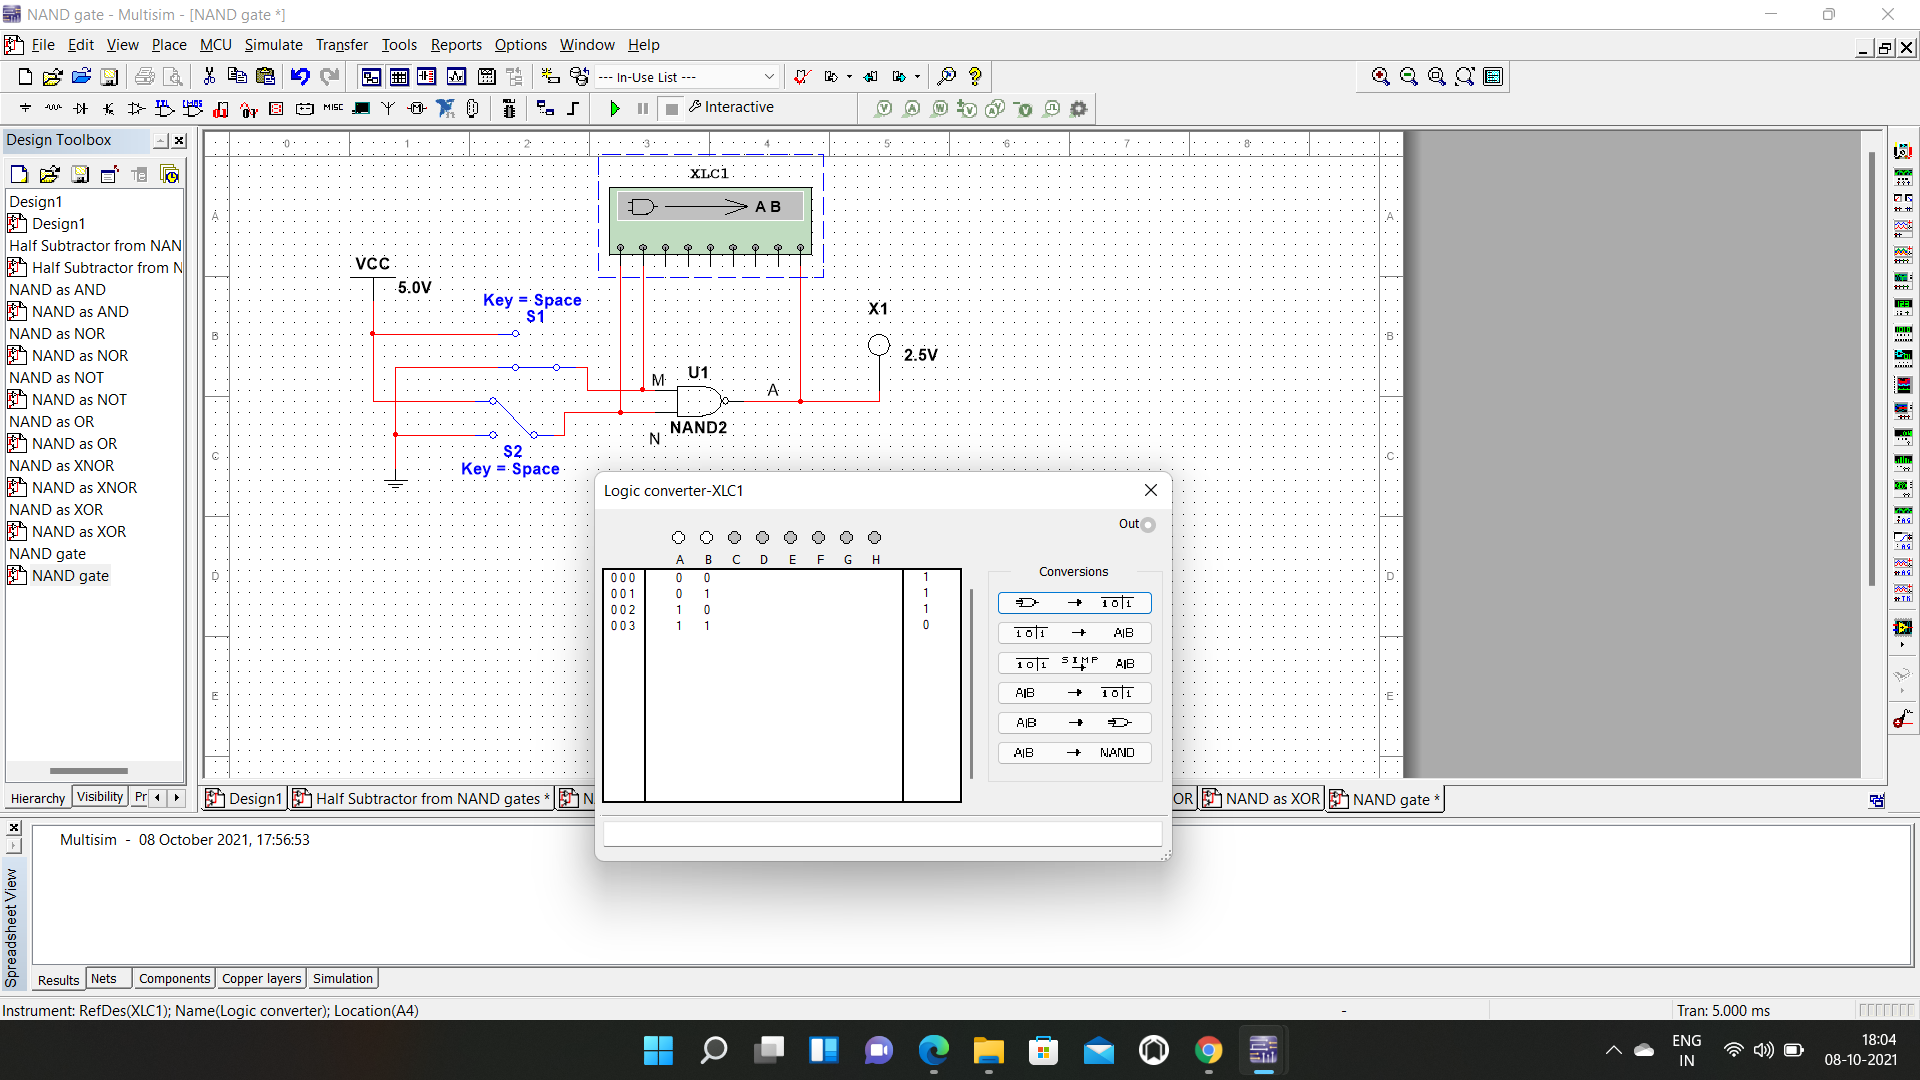 NAND gate - Multisim - [NAND gate *]
File Edit View Place MCU Simulate Transfer Tools Reports Options Window Help
--- In-Use List ---
MISC
Interactive
Design Toolbox
Design1
Design1
Half Subtractor from NAN
Half Subtractor from N
NAND as AND
NAND as AND
NAND as NOR
NAND as NOR
NAND as NOT
NAND as NOT
NAND as OR
NAND as OR
NAND as XNOR
NAND as XNOR
NAND as XOR
NAND as XOR
NAND gate
NAND gate
Hierarchy Visibility Pr
0 1 2 3 4 5 6 7 8
A A
B B
C C
D D
E E
XLC1
A B
VCC
5.0V
Key = Space
S1
X1
2.5V
M U1 A
NAND2
N
S2
Key = Space
Logic converter-XLC1
Out
A B C D E F G H
000 0 0 1
001 0 1 1
002 1 0 1
003 1 1 0
Conversions
→ 1 0 1
1 0 1 → A|B
1 0 1 SIMP → A|B
A|B → 1 0 1
A|B →
A|B → NAND
Design1 Half Subtractor from NAND gates * N OR NAND as XOR NAND gate *
Multisim - 08 October 2021, 17:56:53
Spreadsheet View
Results Nets Components Copper layers Simulation
Instrument: RefDes(XLC1); Name(Logic converter); Location(A4) - Tran: 5.000 ms
ENG
IN
18:04
08-10-2021